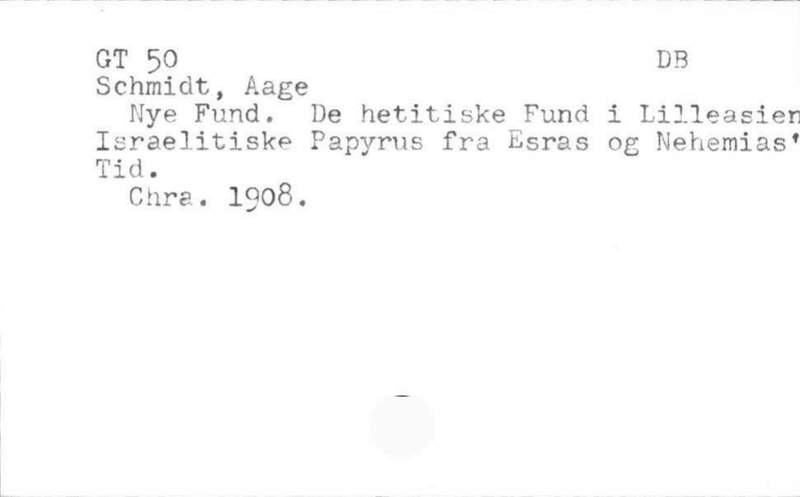 GT 50 DB
Schmidt, Aage
Nye Fund. De hetitiske Fund i Lilleasien
Israelitiske Papyrus fra Esras og Nehemias'
Tid.
Chra. 1908.